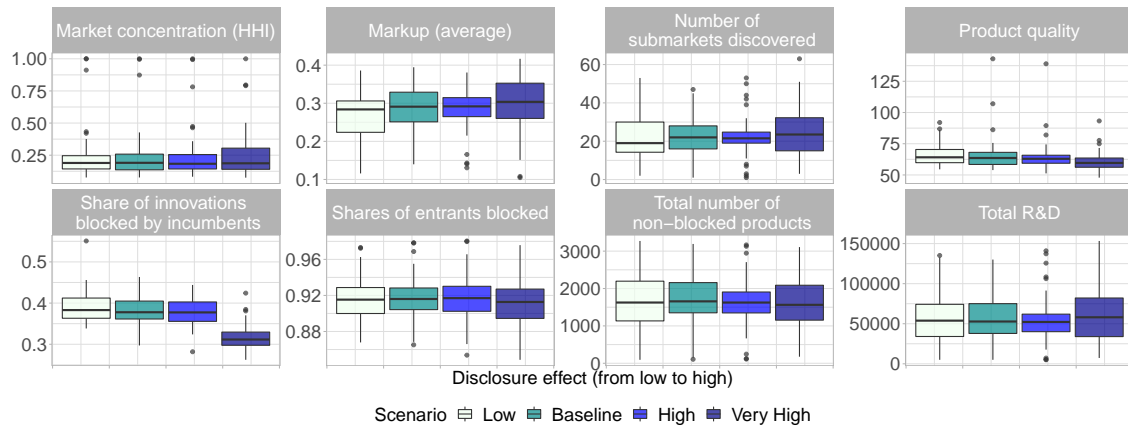 Market concentration (HHI)
Markup (average)
Number of
submarkets discovered
Product quality
1.00
0.75
0.50
0.25
0.4
0.3
0.2
0.1
60
40
20
0
125
100
75
50
Share of innovations
blocked by incumbents
Shares of entrants blocked
Total number of
non−blocked products
Total R&D
0.5
0.4
0.3
0.96
0.92
0.88
3000
2000
1000
0
150000
100000
50000
0
Disclosure effect (from low to high)
Scenario Low Baseline High Very High